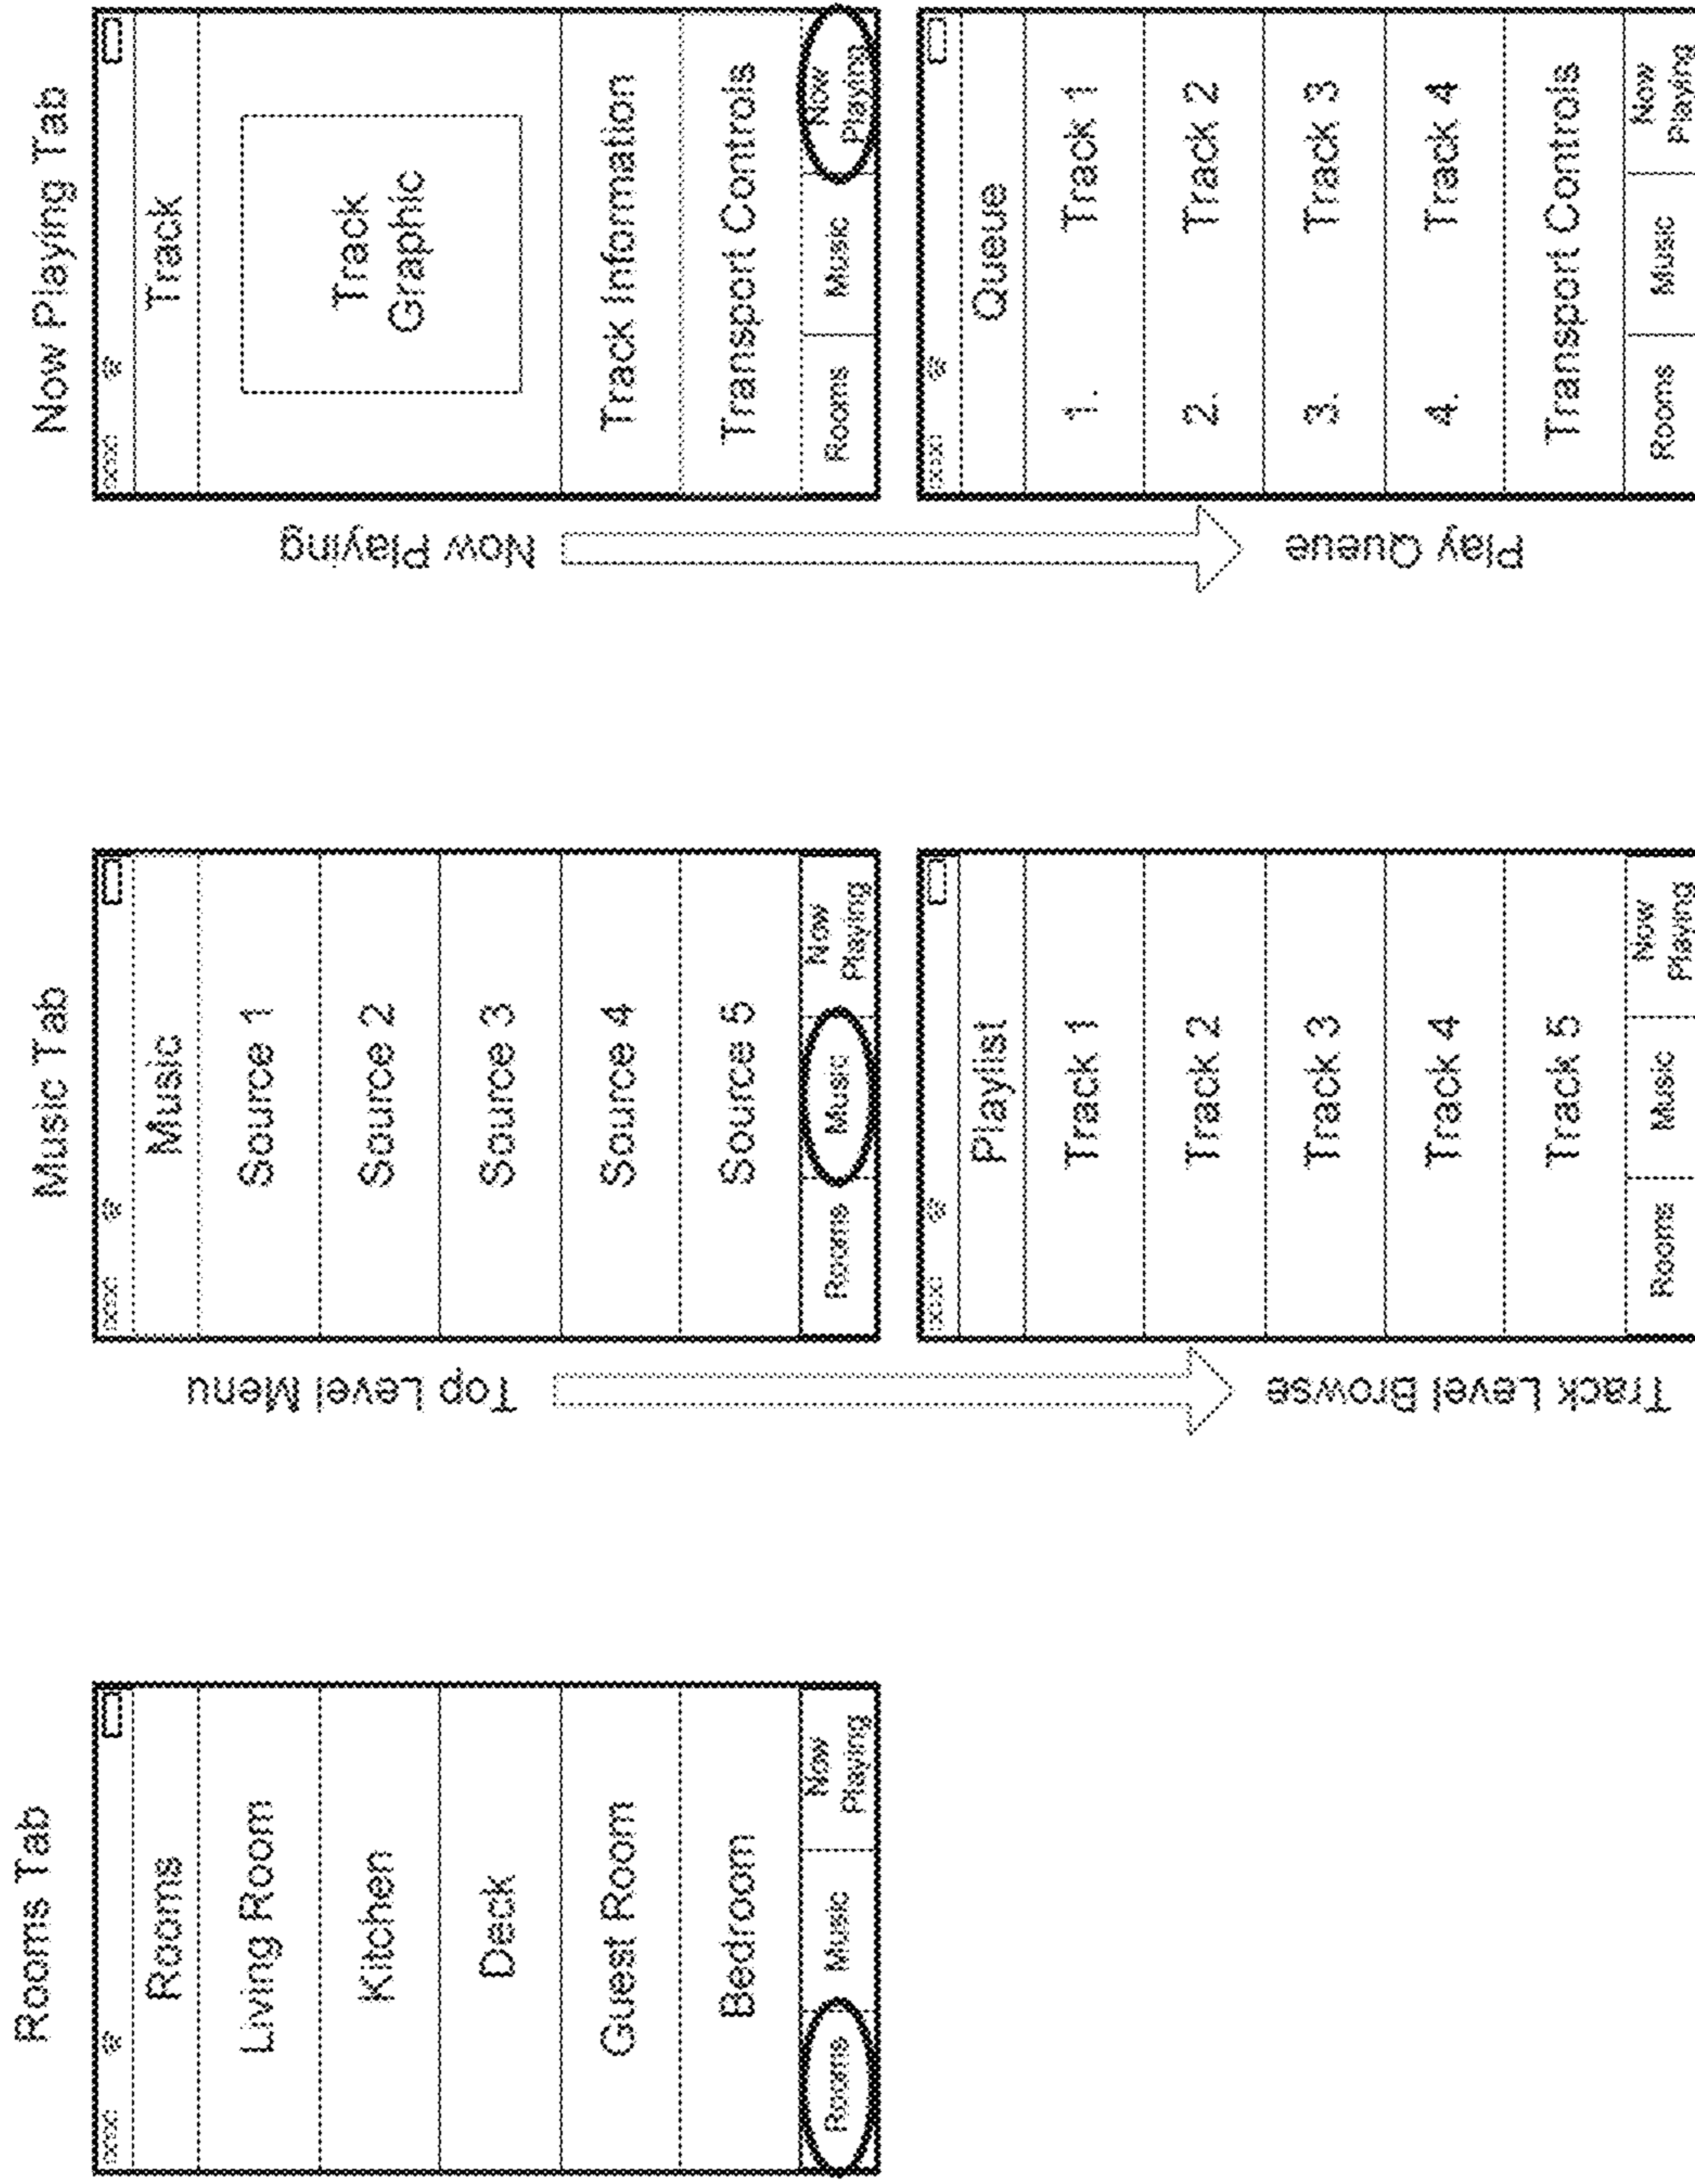 Rooms Tab
Rooms
Living Room
Kitchen
Deck
Guest Room
Bedroom
Rooms
Music
Now
Playing
Music Tab
Top Level Menu
Music
Source 1
Source 2
Source 3
Source 4
Source 5
Rooms
Music
Now
Playing
Track Level Browse
Playlist
Track 1
Track 2
Track 3
Track 4
Track 5
Rooms
Music
Now
Playing
Now Playing Tab
Now Playing
Track
Track
Graphic
Track Information
Transport Controls
Rooms
Music
Now
Playing
Play Queue
Queue
1. Track 1
2. Track 2
3. Track 3
4. Track 4
Transport Controls
Rooms
Music
Now
Playing